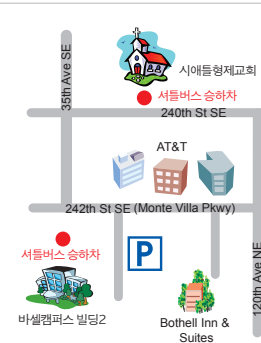 시애틀형제교회
35th Ave SE
셔틀버스 승하차
240th St SE
AT&T
242th St SE (Monte Villa Pkwy)
셔틀버스 승하차
P
120th Ave NE
바셀캠퍼스 빌딩2
Bothell Inn &
Suites